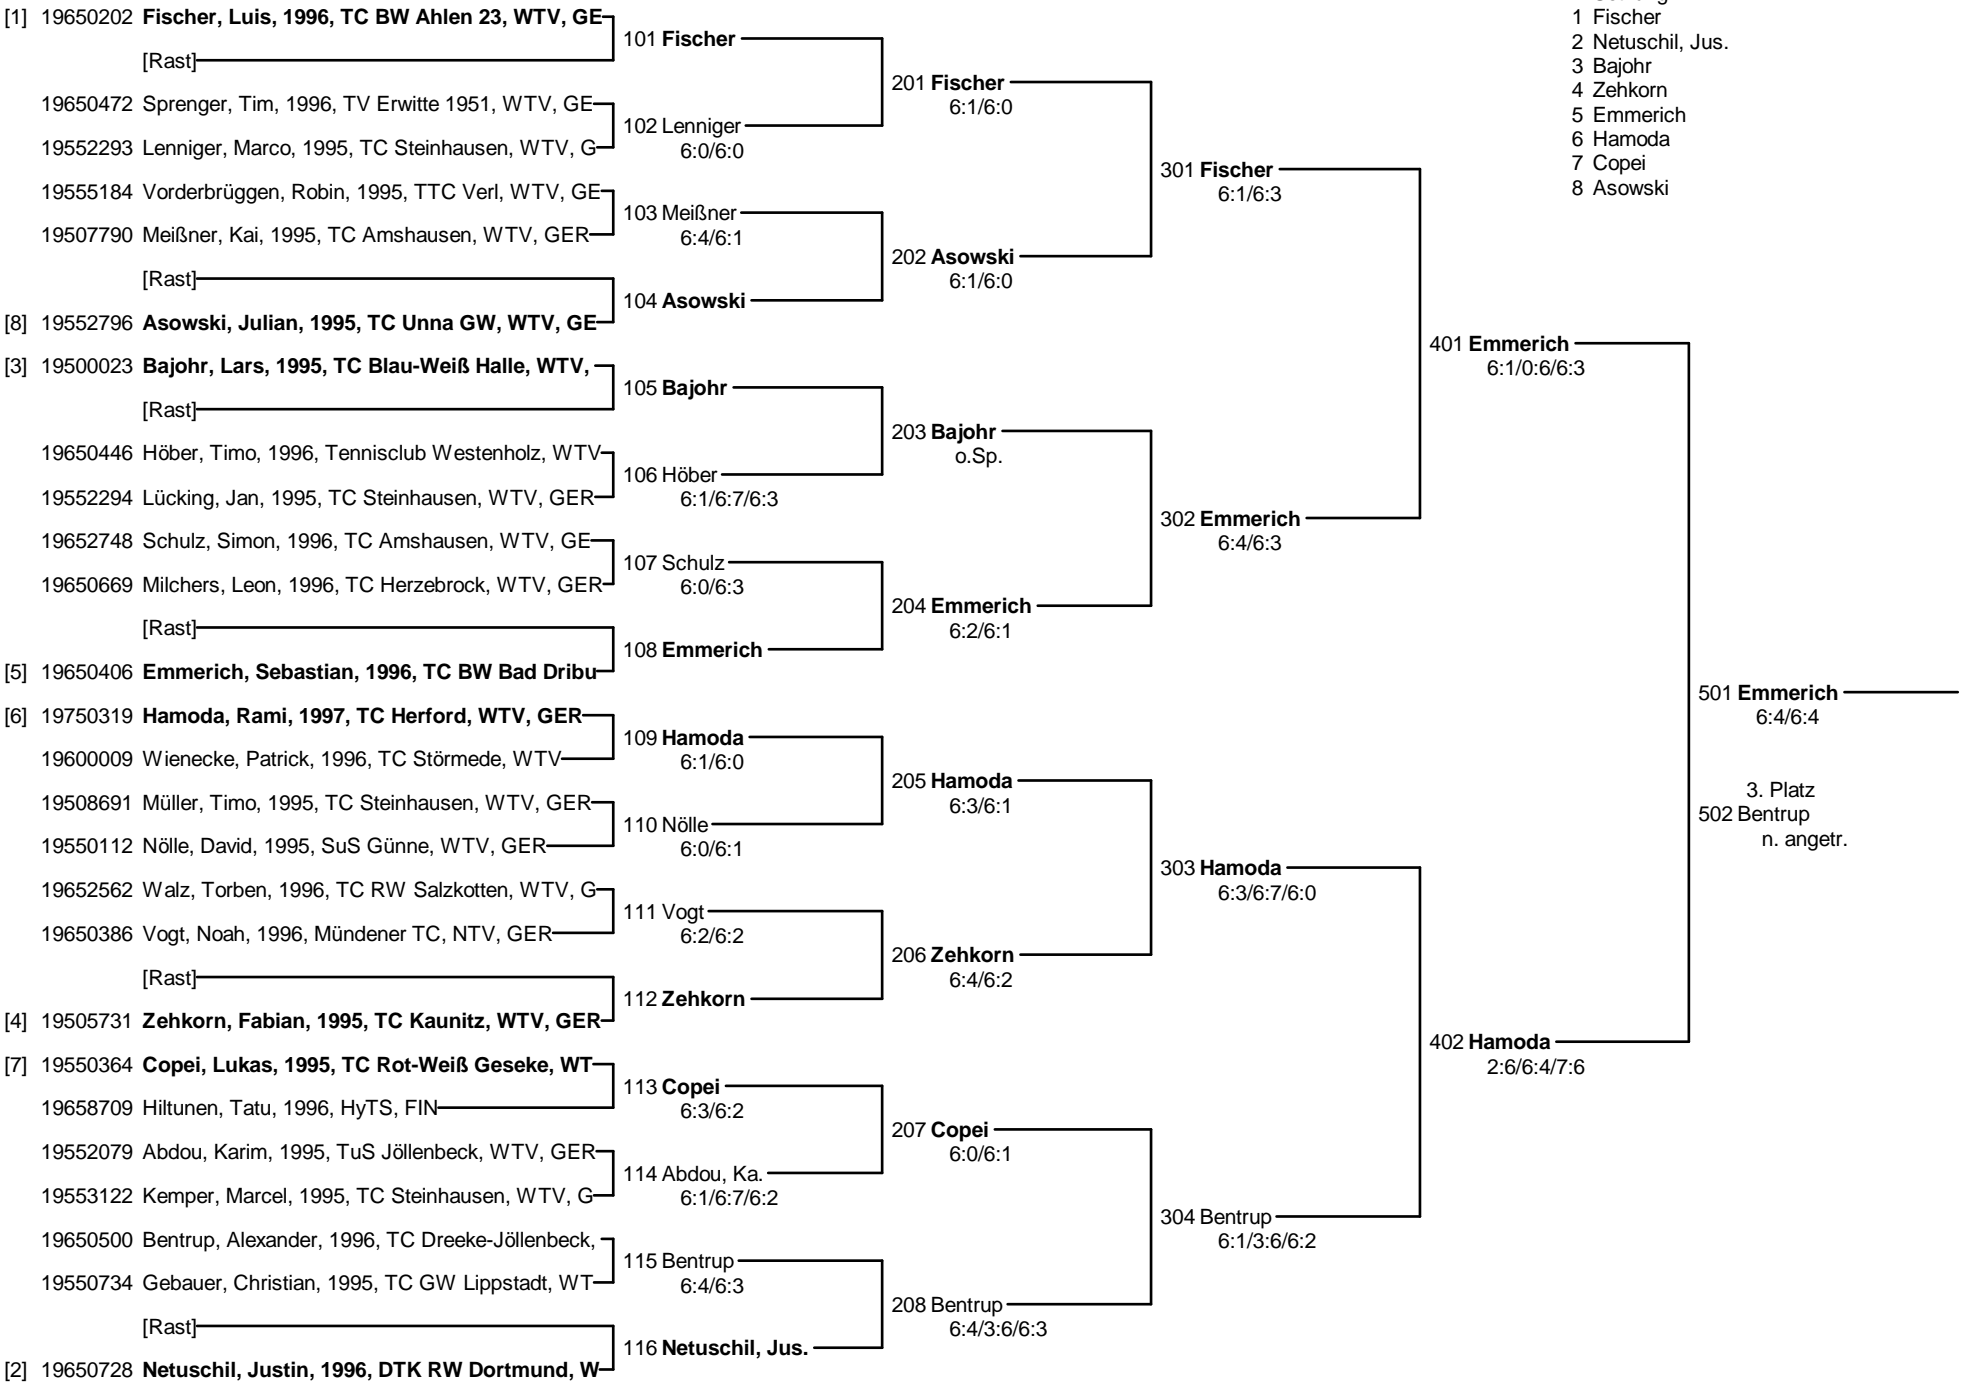 [1] 19650202 Fischer, Luis, 1996, TC BW Ahlen 23, WTV, GE
[Rast]
19650472 Sprenger, Tim, 1996, TV Erwitte 1951, WTV, GE
19552293 Lenniger, Marco, 1995, TC Steinhausen, WTV, G
19555184 Vorderbrüggen, Robin, 1995, TTC Verl, WTV, GE
19507790 Meißner, Kai, 1995, TC Amshausen, WTV, GER
[Rast]
[8] 19552796 Asowski, Julian, 1995, TC Unna GW, WTV, GE
[3] 19500023 Bajohr, Lars, 1995, TC Blau-Weiß Halle, WTV,
[Rast]
19650446 Höber, Timo, 1996, Tennisclub Westenholz, WTV
19552294 Lücking, Jan, 1995, TC Steinhausen, WTV, GER
19652748 Schulz, Simon, 1996, TC Amshausen, WTV, GE
19650669 Milchers, Leon, 1996, TC Herzebrock, WTV, GER
[Rast]
[5] 19650406 Emmerich, Sebastian, 1996, TC BW Bad Dribu
[6] 19750319 Hamoda, Rami, 1997, TC Herford, WTV, GER
19600009 Wienecke, Patrick, 1996, TC Störmede, WTV
19508691 Müller, Timo, 1995, TC Steinhausen, WTV, GER
19550112 Nölle, David, 1995, SuS Günne, WTV, GER
19652562 Walz, Torben, 1996, TC RW Salzkotten, WTV, G
19650386 Vogt, Noah, 1996, Mündener TC, NTV, GER
[Rast]
[4] 19505731 Zehkorn, Fabian, 1995, TC Kaunitz, WTV, GER
[7] 19550364 Copei, Lukas, 1995, TC Rot-Weiß Geseke, WT
19658709 Hiltunen, Tatu, 1996, HyTS, FIN
19552079 Abdou, Karim, 1995, TuS Jöllenbeck, WTV, GER
19553122 Kemper, Marcel, 1995, TC Steinhausen, WTV, G
19650500 Bentrup, Alexander, 1996, TC Dreeke-Jöllenbeck,
19550734 Gebauer, Christian, 1995, TC GW Lippstadt, WT
[Rast]
[2] 19650728 Netuschil, Justin, 1996, DTK RW Dortmund, W
101 Fischer
102 Lenniger
6:0/6:0
103 Meißner
6:4/6:1
104 Asowski
105 Bajohr
106 Höber
6:1/6:7/6:3
107 Schulz
6:0/6:3
108 Emmerich
109 Hamoda
6:1/6:0
110 Nölle
6:0/6:1
111 Vogt
6:2/6:2
112 Zehkorn
113 Copei
6:3/6:2
114 Abdou, Ka.
6:1/6:7/6:2
115 Bentrup
6:4/6:3
116 Netuschil, Jus.
201 Fischer
6:1/6:0
202 Asowski
6:1/6:0
203 Bajohr
o.Sp.
204 Emmerich
6:2/6:1
205 Hamoda
6:3/6:1
206 Zehkorn
6:4/6:2
207 Copei
6:0/6:1
208 Bentrup
6:4/3:6/6:3
301 Fischer
6:1/6:3
302 Emmerich
6:4/6:3
303 Hamoda
6:3/6:7/6:0
304 Bentrup
6:1/3:6/6:2
401 Emmerich
6:1/0:6/6:3
402 Hamoda
2:6/6:4/7:6
501 Emmerich
6:4/6:4
3. Platz
502 Bentrup
n. angetr.
1 Fischer
2 Netuschil, Jus.
3 Bajohr
4 Zehkorn
5 Emmerich
6 Hamoda
7 Copei
8 Asowski